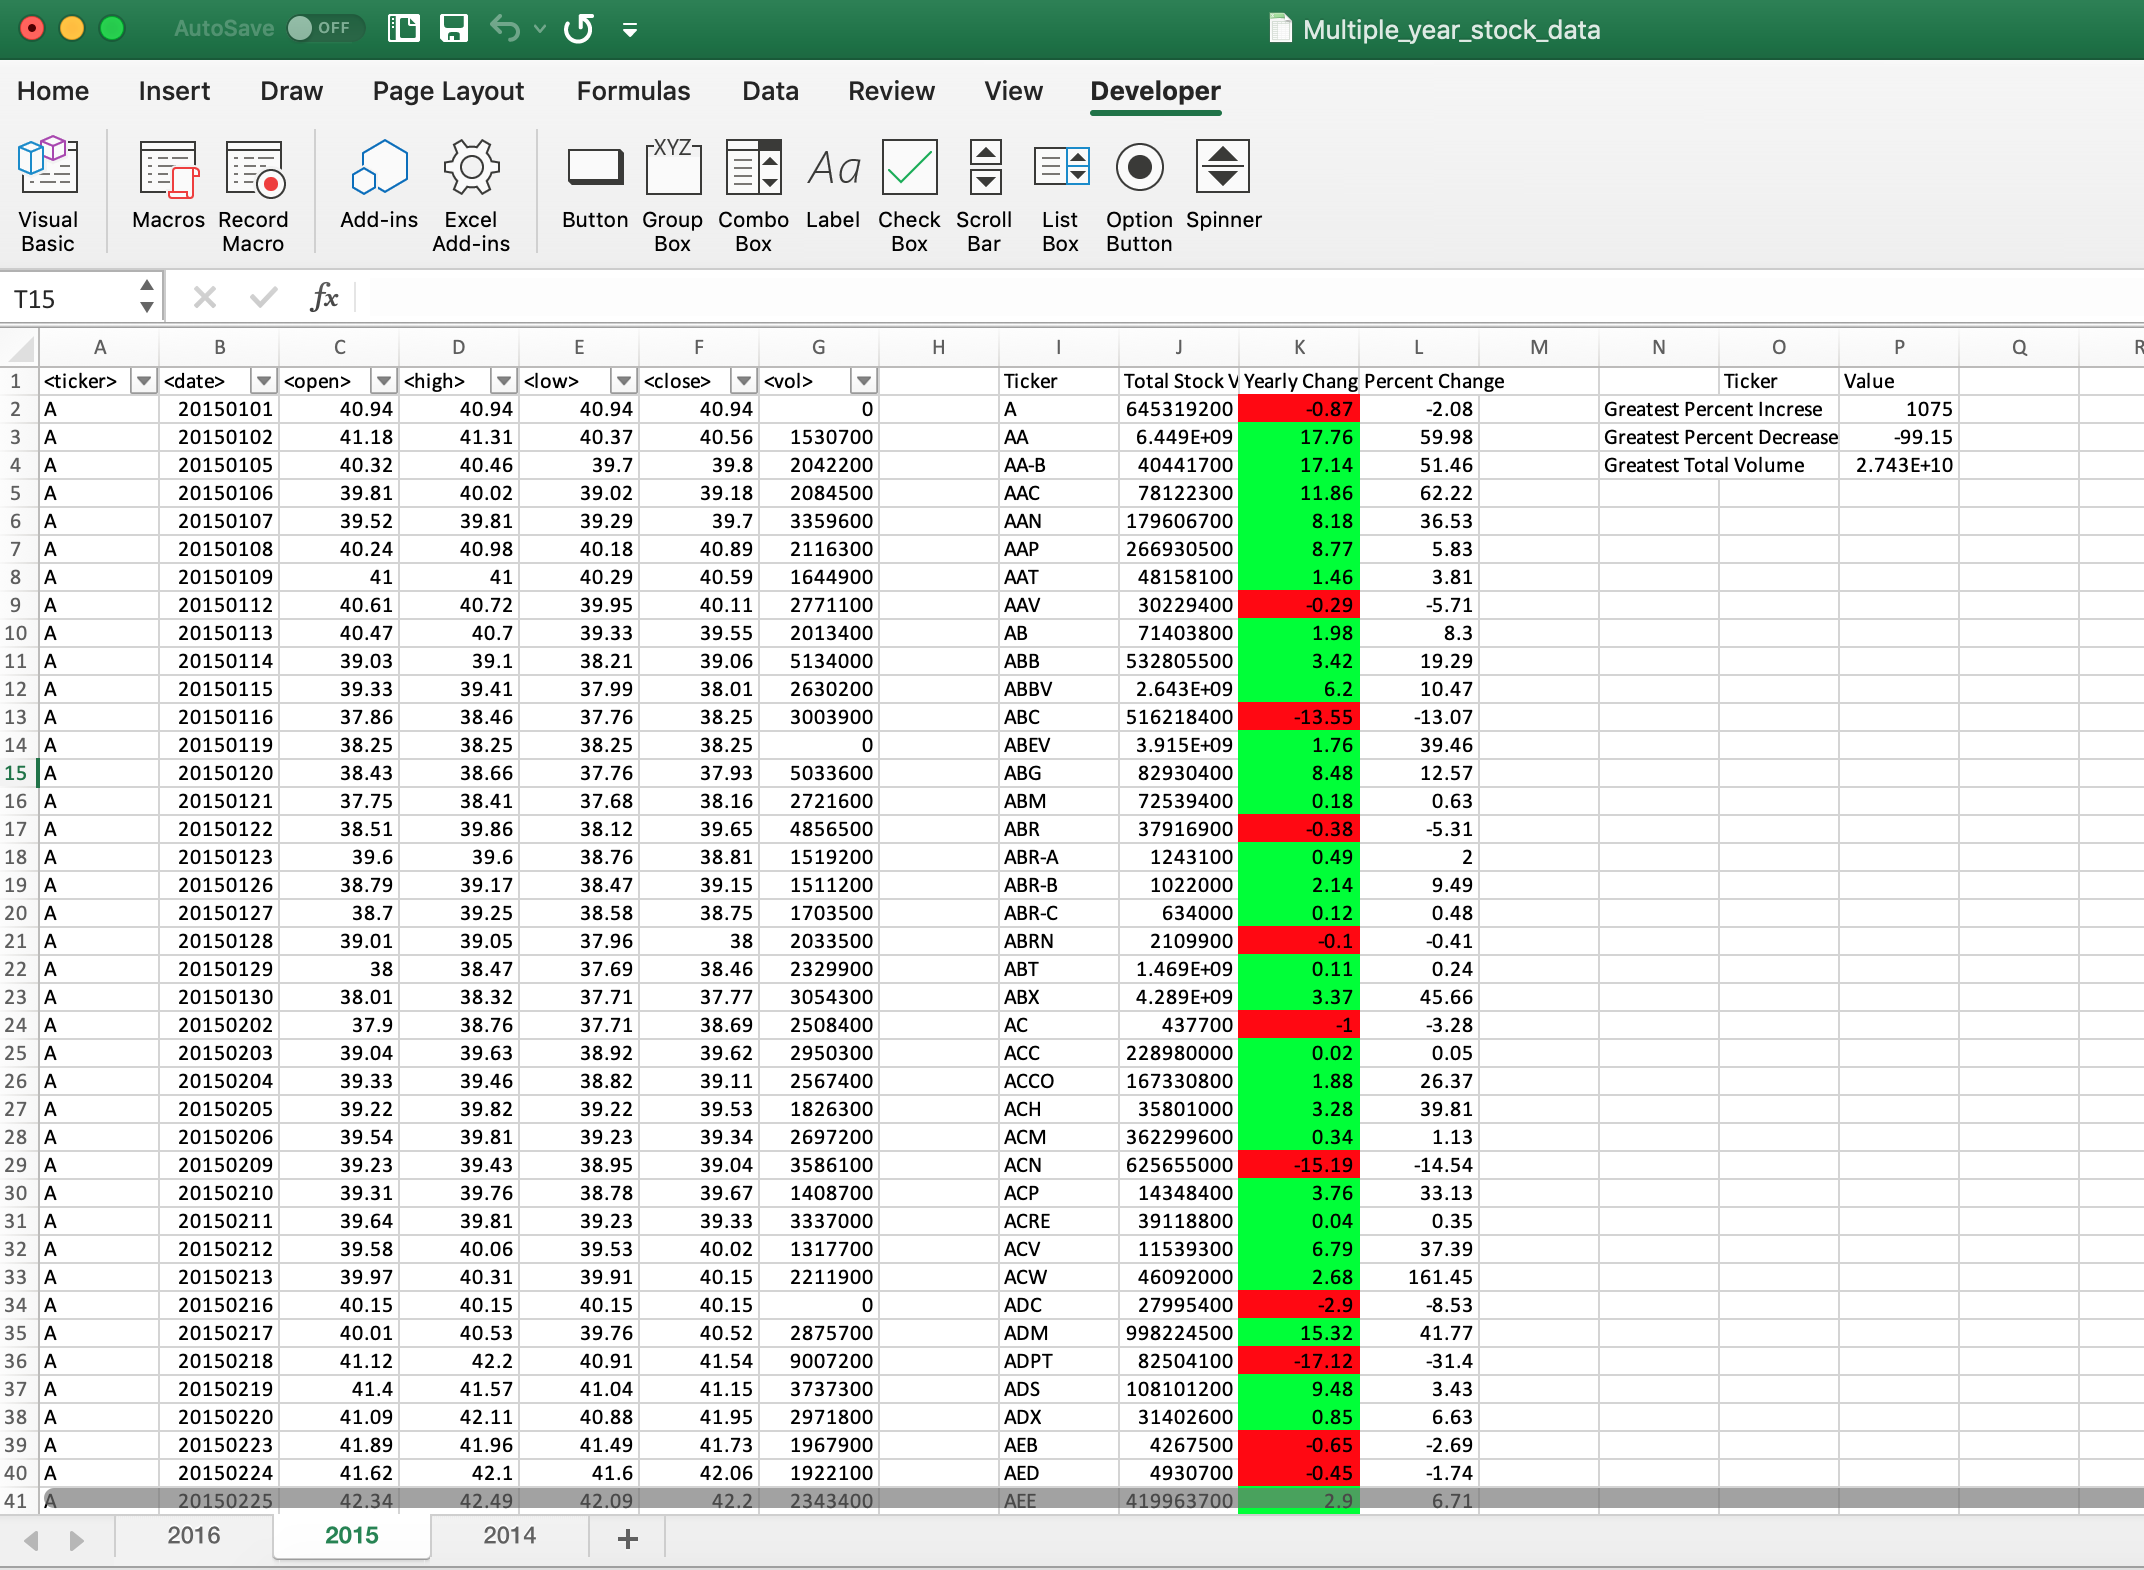 AutoSave OFF Multiple_year_stock_data
Home Insert Draw Page Layout Formulas Data Review View Developer
Visual Basic Macros Record Macro Add-ins Excel Add-ins Button Group Box Combo Box Label Check Box Scroll Bar List Box Option Button Spinner
XYZ Aa
T15 fx
A B C D E F G H I J K L M N O P Q R
1 <ticker> <date> <open> <high> <low> <close> <vol> Ticker Total Stock V Yearly Chang Percent Change Ticker Value
2 A 20150101 40.94 40.94 40.94 40.94 0 A 645319200 -0.87 -2.08 Greatest Percent Increse 1075
3 A 20150102 41.18 41.31 40.37 40.56 1530700 AA 6.449E+09 17.76 59.98 Greatest Percent Decrease -99.15
4 A 20150105 40.32 40.46 39.7 39.8 2042200 AA-B 40441700 17.14 51.46 Greatest Total Volume 2.743E+10
5 A 20150106 39.81 40.02 39.02 39.18 2084500 AAC 78122300 11.86 62.22
6 A 20150107 39.52 39.81 39.29 39.7 3359600 AAN 179606700 8.18 36.53
7 A 20150108 40.24 40.98 40.18 40.89 2116300 AAP 266930500 8.77 5.83
8 A 20150109 41 41 40.29 40.59 1644900 AAT 48158100 1.46 3.81
9 A 20150112 40.61 40.72 39.95 40.11 2771100 AAV 30229400 -0.29 -5.71
10 A 20150113 40.47 40.7 39.33 39.55 2013400 AB 71403800 1.98 8.3
11 A 20150114 39.03 39.1 38.21 39.06 5134000 ABB 532805500 3.42 19.29
12 A 20150115 39.33 39.41 37.99 38.01 2630200 ABBV 2.643E+09 6.2 10.47
13 A 20150116 37.86 38.46 37.76 38.25 3003900 ABC 516218400 -13.55 -13.07
14 A 20150119 38.25 38.25 38.25 38.25 0 ABEV 3.915E+09 1.76 39.46
15 A 20150120 38.43 38.66 37.76 37.93 5033600 ABG 82930400 8.48 12.57
16 A 20150121 37.75 38.41 37.68 38.16 2721600 ABM 72539400 0.18 0.63
17 A 20150122 38.51 39.86 38.12 39.65 4856500 ABR 37916900 -0.38 -5.31
18 A 20150123 39.6 39.6 38.76 38.81 1519200 ABR-A 1243100 0.49 2
19 A 20150126 38.79 39.17 38.47 39.15 1511200 ABR-B 1022000 2.14 9.49
20 A 20150127 38.7 39.25 38.58 38.75 1703500 ABR-C 634000 0.12 0.48
21 A 20150128 39.01 39.05 37.96 38 2033500 ABRN 2109900 -0.1 -0.41
22 A 20150129 38 38.47 37.69 38.46 2329900 ABT 1.469E+09 0.11 0.24
23 A 20150130 38.01 38.32 37.71 37.77 3054300 ABX 4.289E+09 3.37 45.66
24 A 20150202 37.9 38.76 37.71 38.69 2508400 AC 437700 -1 -3.28
25 A 20150203 39.04 39.63 38.92 39.62 2950300 ACC 228980000 0.02 0.05
26 A 20150204 39.33 39.46 38.82 39.11 2567400 ACCO 167330800 1.88 26.37
27 A 20150205 39.22 39.82 39.22 39.53 1826300 ACH 35801000 3.28 39.81
28 A 20150206 39.54 39.81 39.23 39.34 2697200 ACM 362299600 0.34 1.13
29 A 20150209 39.23 39.43 38.95 39.04 3586100 ACN 625655000 -15.19 -14.54
30 A 20150210 39.31 39.76 38.78 39.67 1408700 ACP 14348400 3.76 33.13
31 A 20150211 39.64 39.81 39.23 39.33 3337000 ACRE 39118800 0.04 0.35
32 A 20150212 39.58 40.06 39.53 40.02 1317700 ACV 11539300 6.79 37.39
33 A 20150213 39.97 40.31 39.91 40.15 2211900 ACW 46092000 2.68 161.45
34 A 20150216 40.15 40.15 40.15 40.15 0 ADC 27995400 -2.9 -8.53
35 A 20150217 40.01 40.53 39.76 40.52 2875700 ADM 998224500 15.32 41.77
36 A 20150218 41.12 42.2 40.91 41.54 9007200 ADPT 82504100 -17.12 -31.4
37 A 20150219 41.4 41.57 41.04 41.15 3737300 ADS 108101200 9.48 3.43
38 A 20150220 41.09 42.11 40.88 41.95 2971800 ADX 31402600 0.85 6.63
39 A 20150223 41.89 41.96 41.49 41.73 1967900 AEB 4267500 -0.65 -2.69
40 A 20150224 41.62 42.1 41.6 42.06 1922100 AED 4930700 -0.45 -1.74
41 A 20150225 42.34 42.49 42.09 42.2 2343400 AEE 419963700 2.9 6.71
2016 2015 2014 +